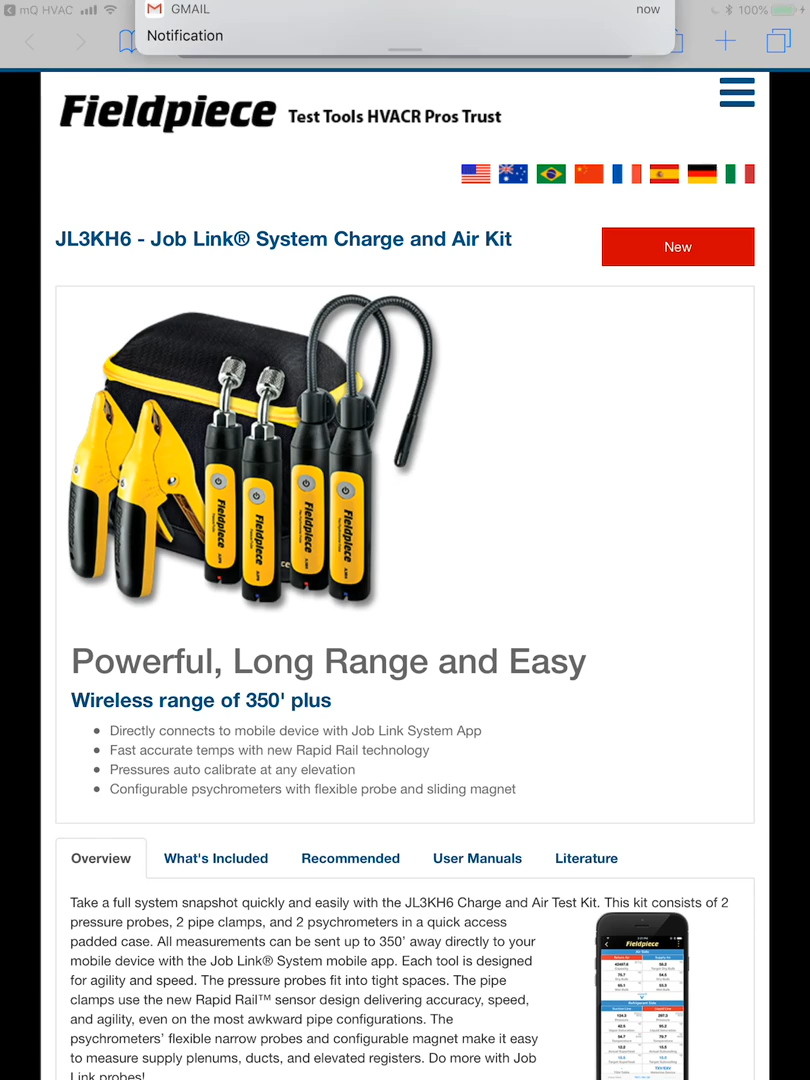 mQ HVAC
GMAIL
now
100%
Notification
Fieldpiece Test Tools HVACR Pros Trust
JL3KH6 - Job Link® System Charge and Air Kit
New
Fieldpiece
Fieldpiece
Fieldpiece
Fieldpiece
Powerful, Long Range and Easy
Wireless range of 350' plus
Directly connects to mobile device with Job Link System App
Fast accurate temps with new Rapid Rail technology
Pressures auto calibrate at any elevation
Configurable psychrometers with flexible probe and sliding magnet
Overview What's Included Recommended User Manuals Literature
Take a full system snapshot quickly and easily with the JL3KH6 Charge and Air Test Kit. This kit consists of 2
pressure probes, 2 pipe clamps, and 2 psychrometers in a quick access
padded case. All measurements can be sent up to 350’ away directly to your
mobile device with the Job Link® System mobile app. Each tool is designed
for agility and speed. The pressure probes fit into tight spaces. The pipe
clamps use the new Rapid Rail™ sensor design delivering accuracy, speed,
and agility, even on the most awkward pipe configurations. The
psychrometers’ flexible narrow probes and configurable magnet make it easy
to measure supply plenums, ducts, and elevated registers. Do more with Job
Link probes!
Fieldpiece